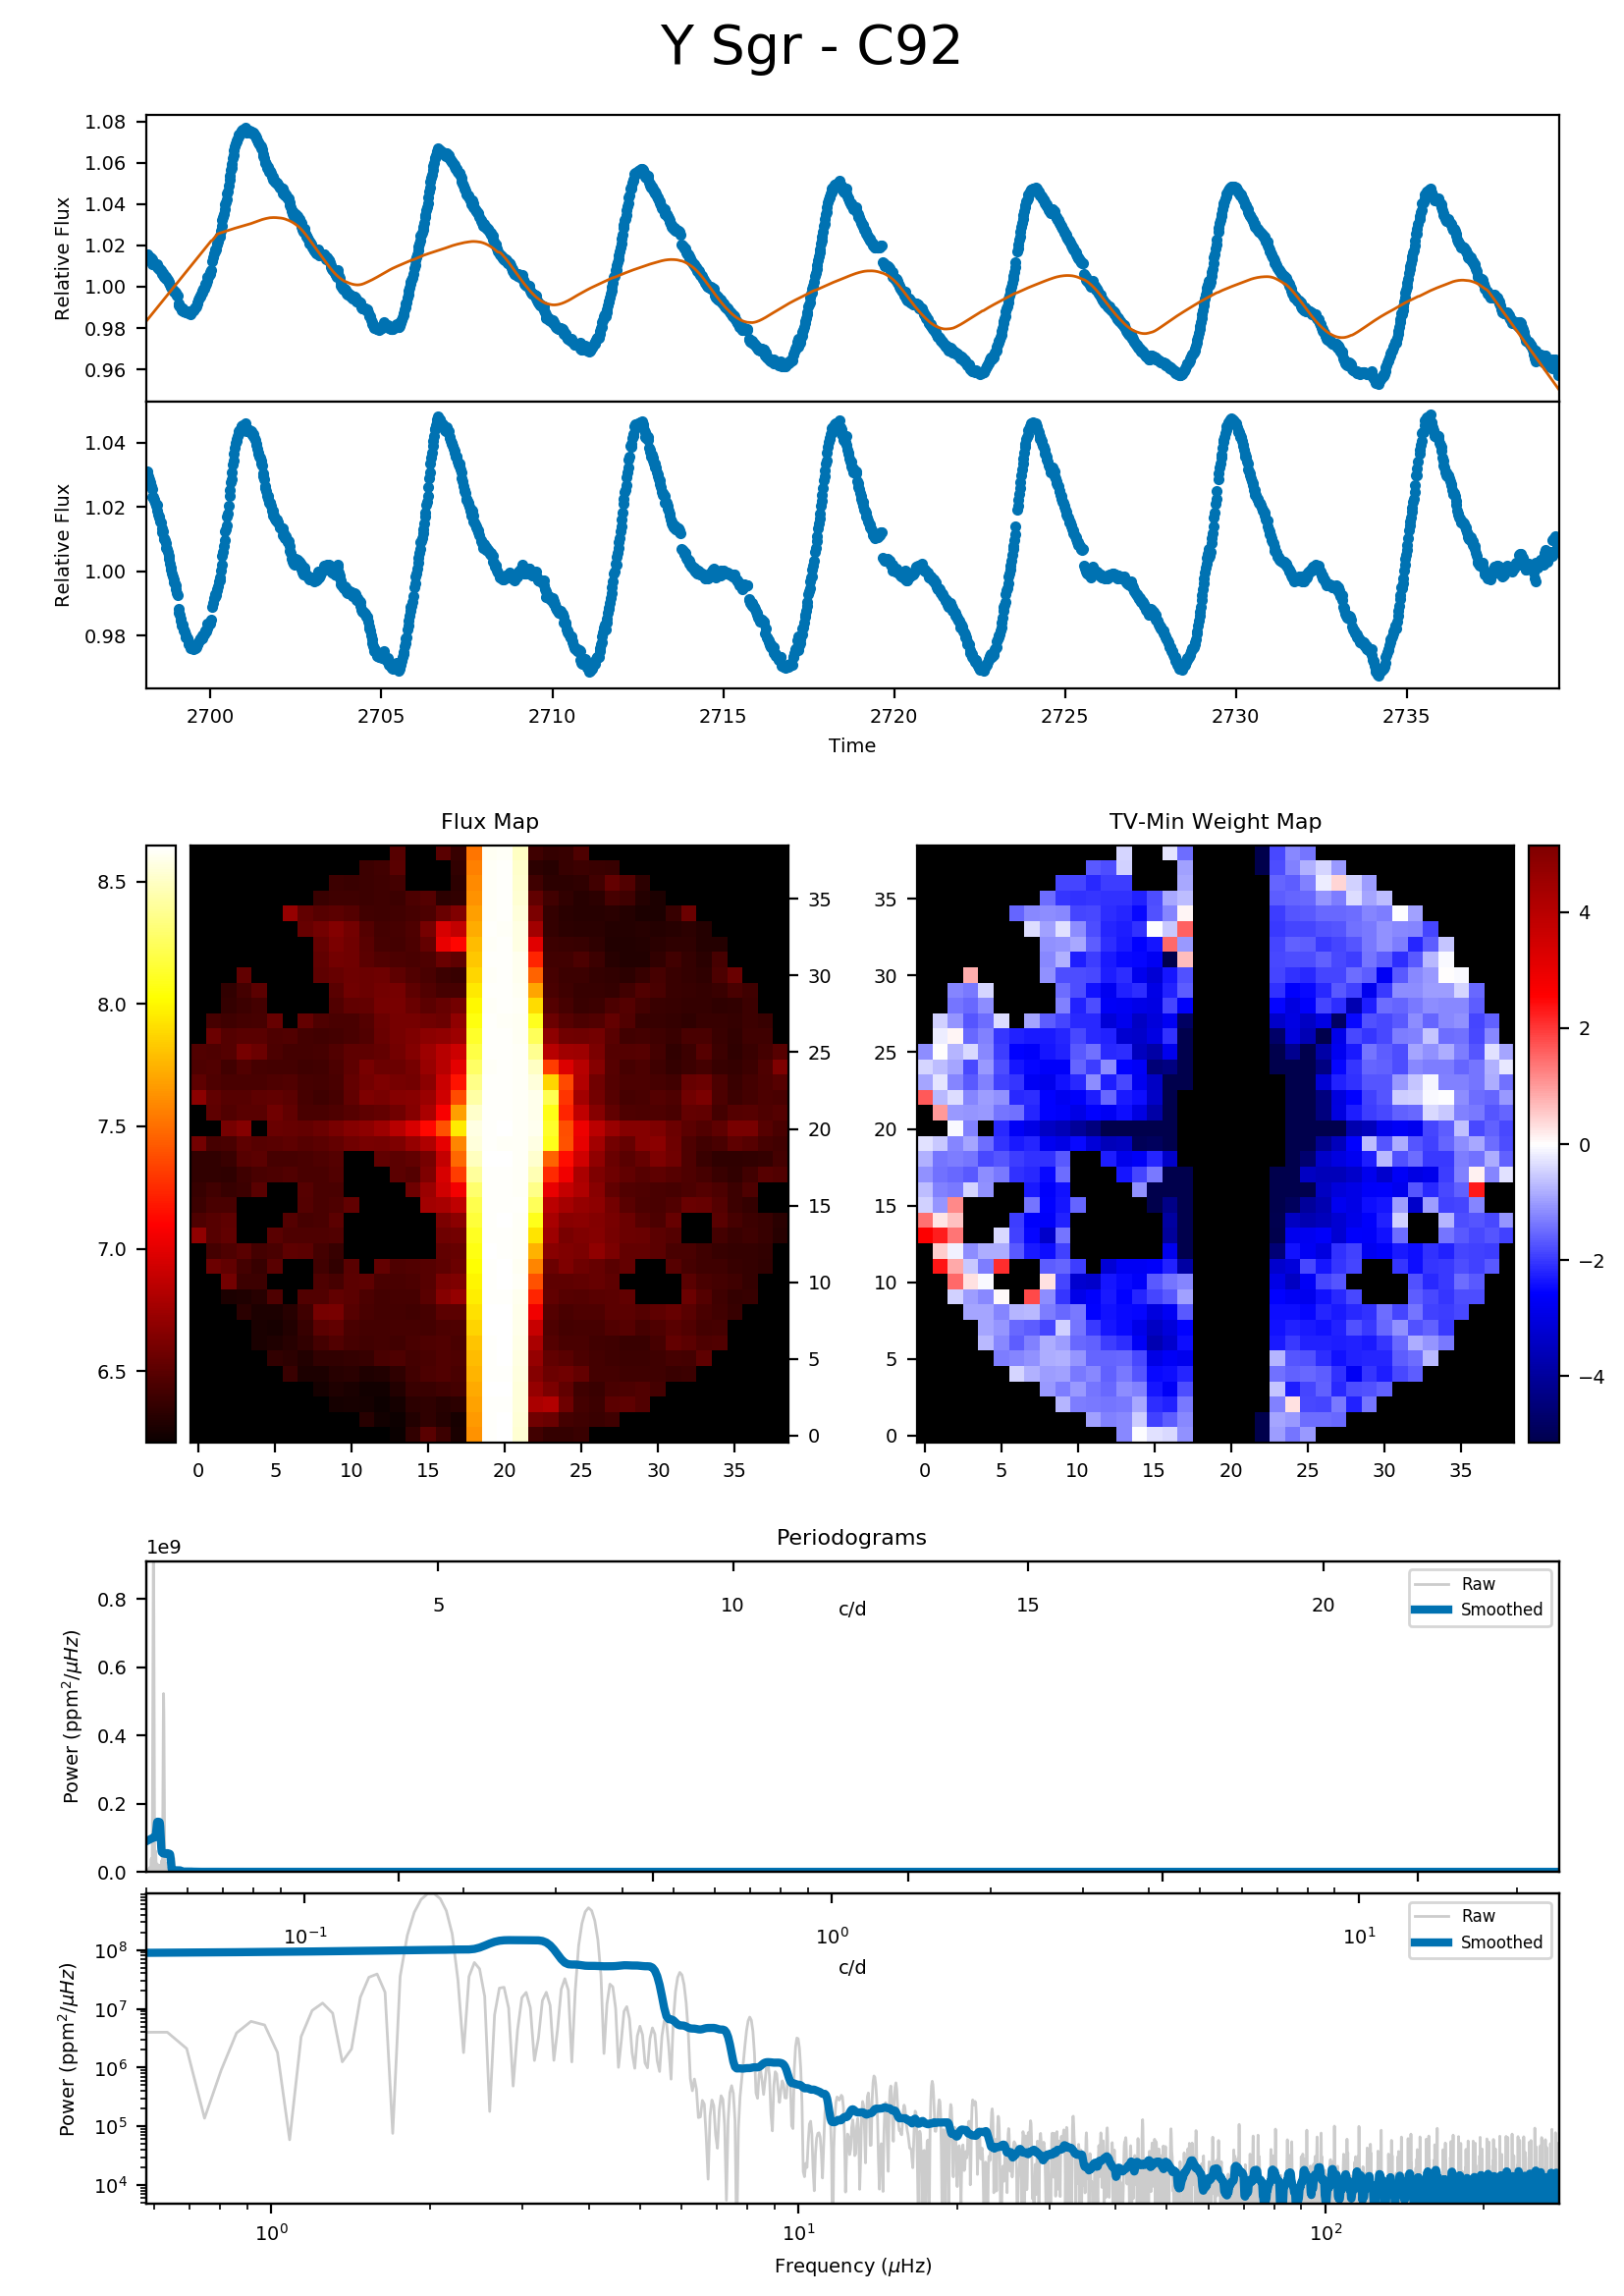 Y Sgr - C92
1.08
1.06
1.04
1.02
1.00
0.98
0.96
Relative Flux
1.04
1.02
1.00
0.98
Relative Flux
2700 2705 2710 2715 2720 2725 2730 2735
Time
Flux Map
8.5
8.0
7.5
7.0
6.5
35
30
25
20
15
10
5
0
0 5 10 15 20 25 30 35
TV-Min Weight Map
35
30
25
20
15
10
5
0
0 5 10 15 20 25 30 35
4
2
0
−2
−4
Periodograms
1e9
0.8
0.6
0.4
0.2
0.0
Power (ppm²/μHz)
5 10 15 20
c/d
Raw
Smoothed
10⁸
10⁷
10⁶
10⁵
10⁴
Power (ppm²/μHz)
10⁻¹ 10⁰ 10¹
c/d
Raw
Smoothed
10⁰ 10¹ 10²
Frequency (μHz)